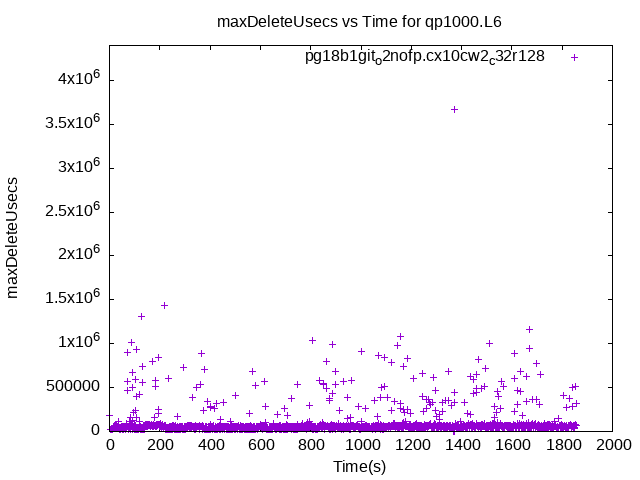 maxDeleteUsecs vs Time for qp1000.L6
pg18b1git_o2nofp.cx10cw2_c32r128
4x10^6
3.5x10^6
3x10^6
2.5x10^6
2x10^6
1.5x10^6
1x10^6
500000
0
maxDeleteUsecs
0 200 400 600 800 1000 1200 1400 1600 1800 2000
Time(s)